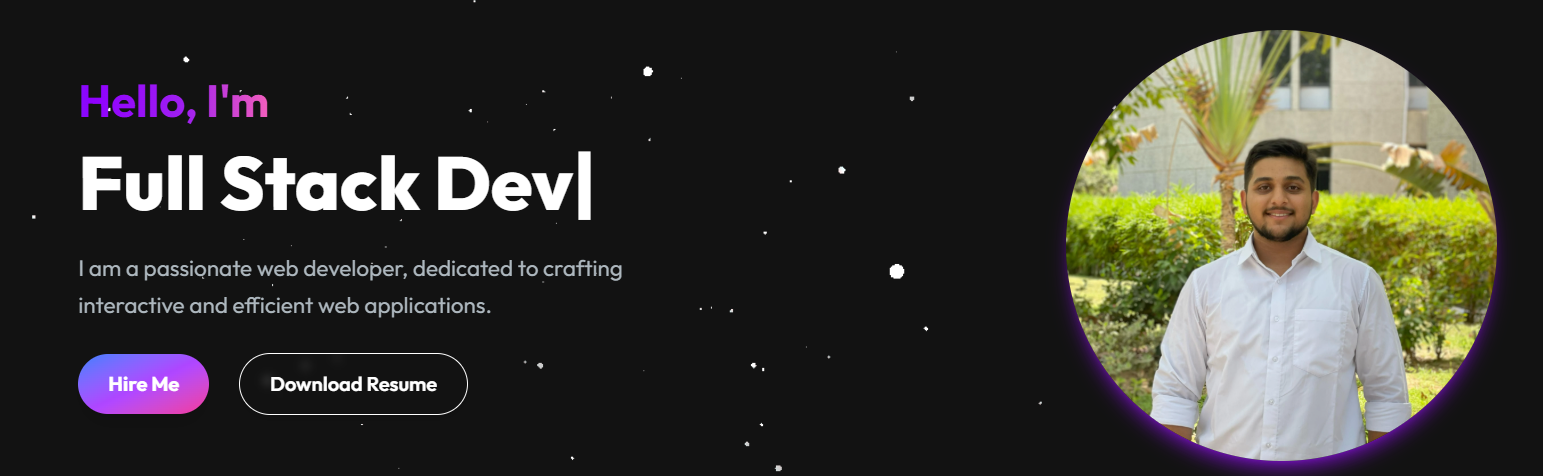 Hello, I'm
Full Stack Dev|
I am a passionate web developer, dedicated to crafting
interactive and efficient web applications.
Hire Me
Download Resume